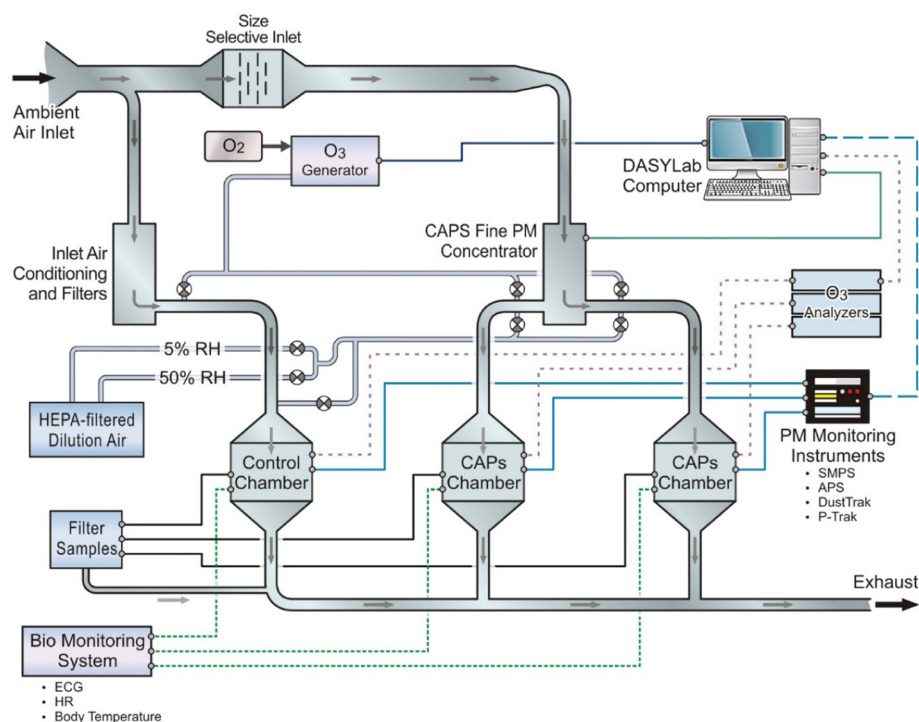 Size
Selective Inlet
Ambient
Air Inlet
O2
O3
Generator
DASYLab
Computer
Inlet Air
Conditioning
and Filters
CAPS Fine PM
Concentrator
Θ3
Analyzers
5% RH
50% RH
HEPA-filtered
Dilution Air
Control
Chamber
CAPs
Chamber
CAPs
Chamber
PM Monitoring
Instruments
• SMPS
• APS
• DustTrak
• P-Trak
Filter
Samples
Exhaust
Bio Monitoring
System
• ECG
• HR
• Body Temperature